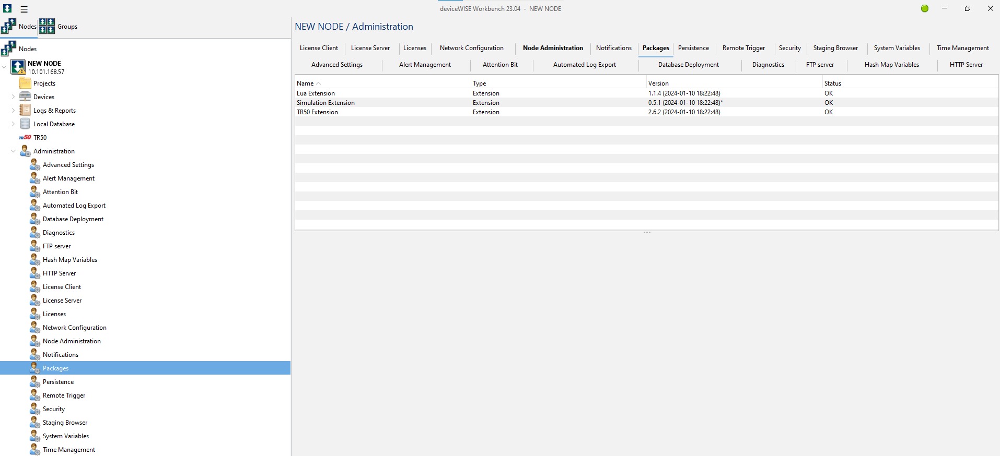 deviceWISE Workbench 23.04 - NEW NODE
Nodes Groups
Nodes
NEW NODE
10.101.168.57
Projects
Devices
Logs & Reports
Local Database
TR50 TR50
Administration
Advanced Settings
Alert Management
Attention Bit
Automated Log Export
Database Deployment
Diagnostics
FTP server
Hash Map Variables
HTTP Server
License Client
License Server
Licenses
Network Configuration
Node Administration
Notifications
Packages
Persistence
Remote Trigger
Security
Staging Browser
System Variables
Time Management
NEW NODE / Administration
License Client License Server Licenses Network Configuration Node Administration Notifications Packages Persistence Remote Trigger Security Staging Browser System Variables Time Management
Advanced Settings Alert Management Attention Bit Automated Log Export Database Deployment Diagnostics FTP server Hash Map Variables HTTP Server
Name Type Version Status
Lua Extension Extension 1.1.4 (2024-01-10 18:22:48) OK
Simulation Extension Extension 0.5.1 (2024-01-10 18:22:48)* OK
TR50 Extension Extension 2.6.2 (2024-01-10 18:22:48) OK